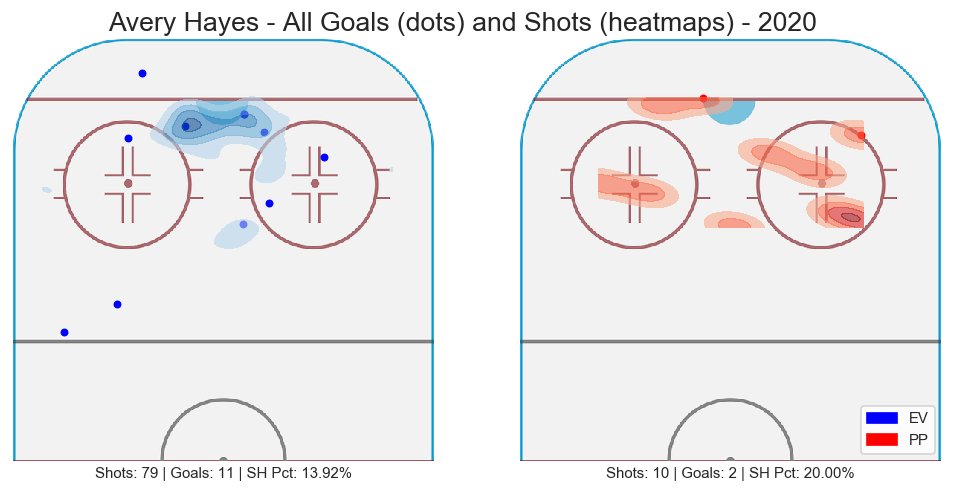 Avery Hayes - All Goals (dots) and Shots (heatmaps) - 2020
EV
PP
Shots: 79 | Goals: 11 | SH Pct: 13.92%
Shots: 10 | Goals: 2 | SH Pct: 20.00%